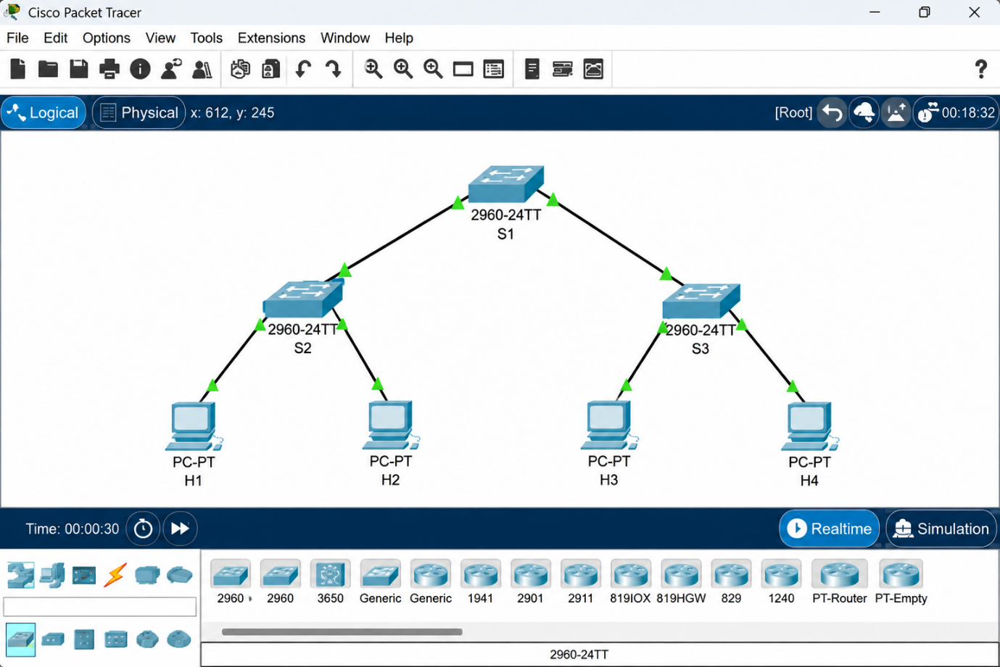 Cisco Packet Tracer
File Edit Options View Tools Extensions Window Help
?
Logical Physical x: 612, y: 245 [Root] 00:18:32
2960-24TT
S1
2960-24TT
S2
2960-24TT
S3
PC-PT
H1
PC-PT
H2
PC-PT
H3
PC-PT
H4
Time: 00:00:30 Realtime Simulation
2960 2960 3650 Generic Generic 1941 2901 2911 819IOX 819HGW 829 1240 PT-Router PT-Empty
2960-24TT